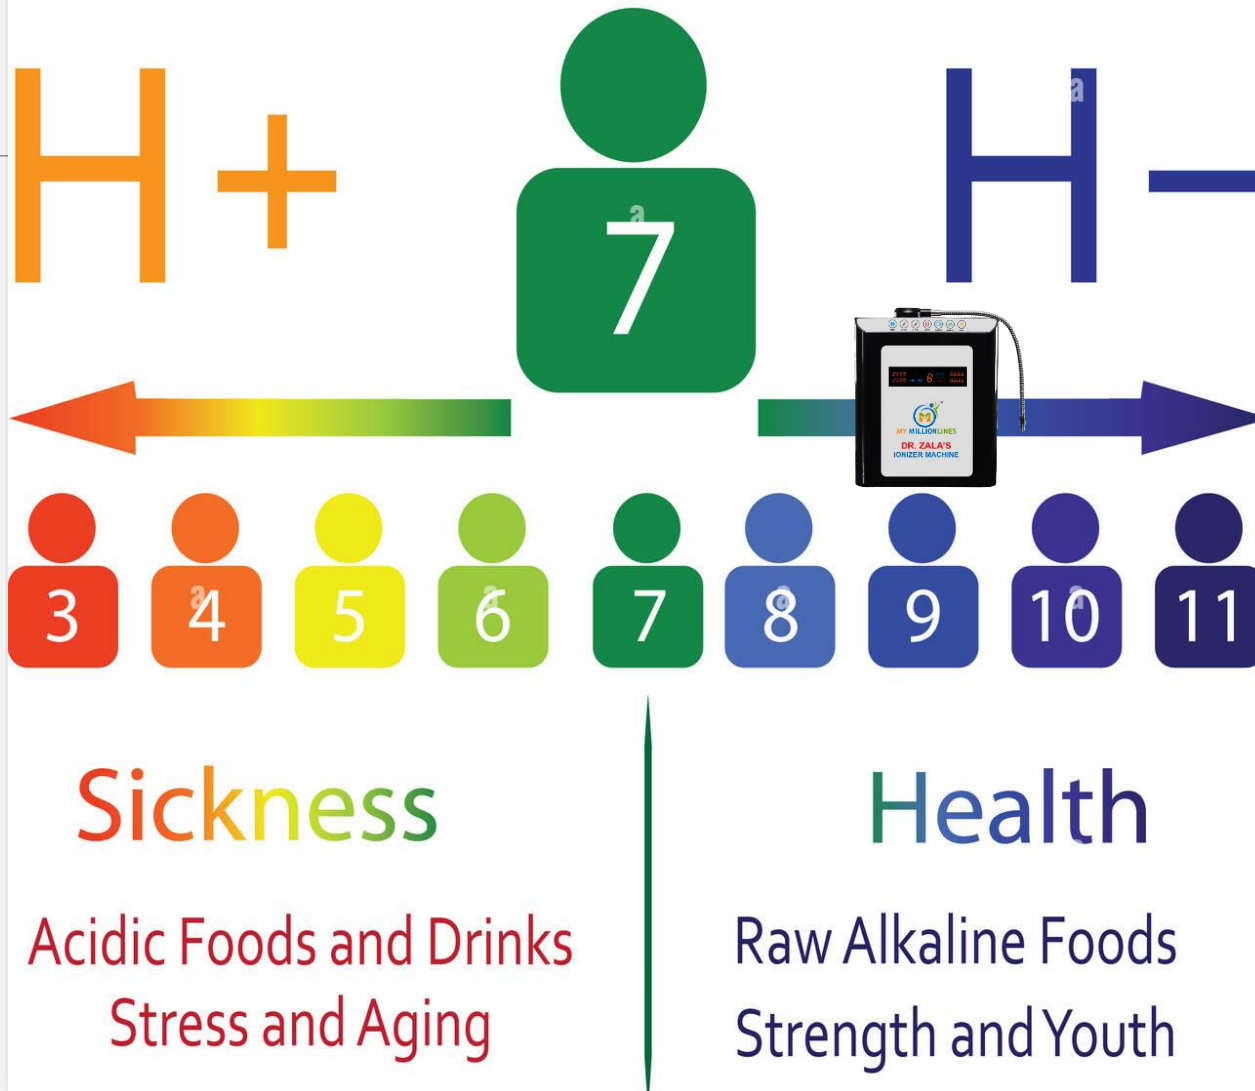 H+
7
H–
MY MILLIONLINES
DR. ZALA'S
IONIZER MACHINE
3 4 5 6 7 8 9 10 11
Sickness
Health
Acidic Foods and Drinks
Stress and Aging
Raw Alkaline Foods
Strength and Youth